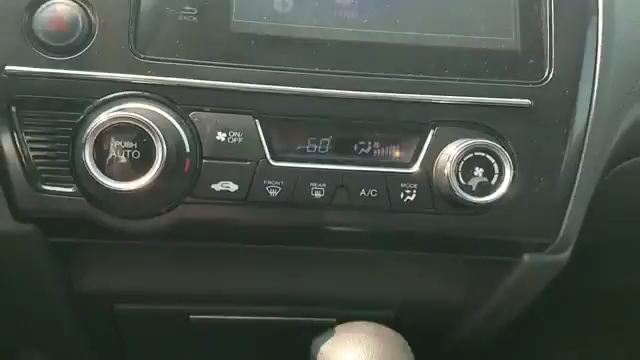 BACK
PUSH
AUTO
ON/
OFF
60
FRONT
REAR
A/C
MODE